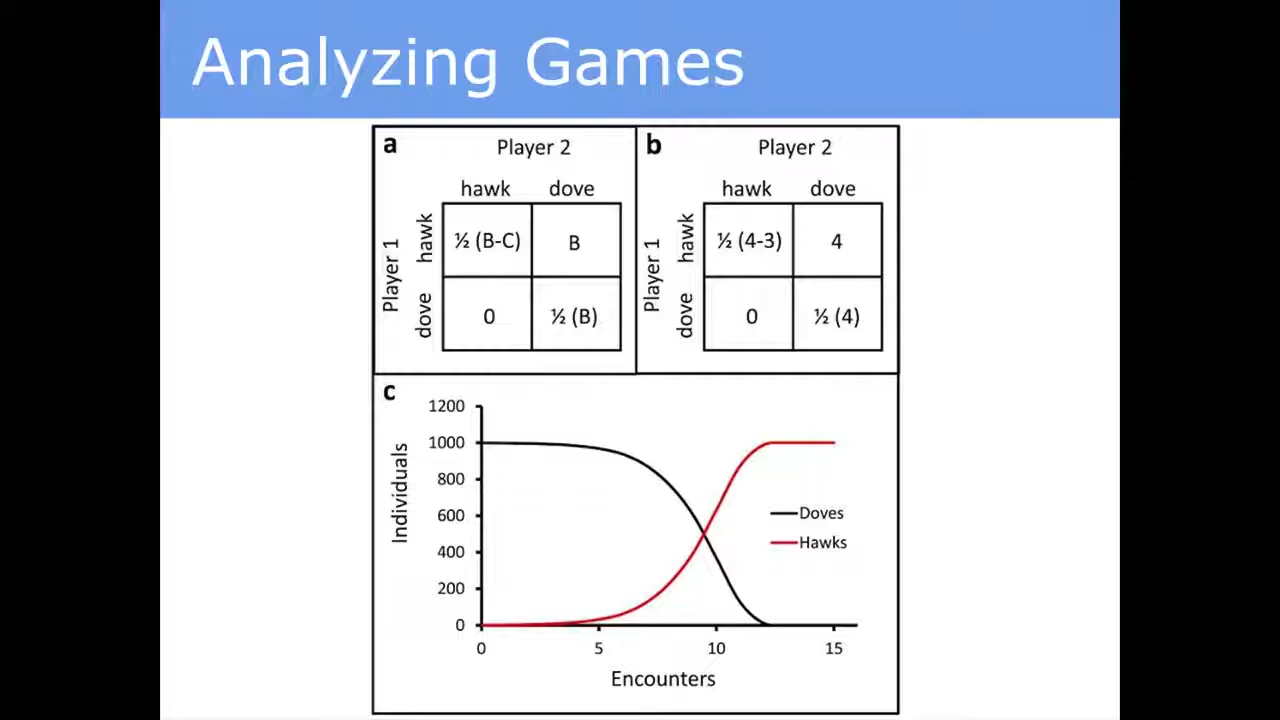 Analyzing Games
a
Player 2
hawk dove
Player 1
hawk
½ (B-C) B
dove
0 ½ (B)
b
Player 2
hawk dove
Player 1
hawk
½ (4-3) 4
dove
0 ½ (4)
c
Individuals
1200
1000
800
600
400
200
0
Doves
Hawks
0 5 10 15
Encounters